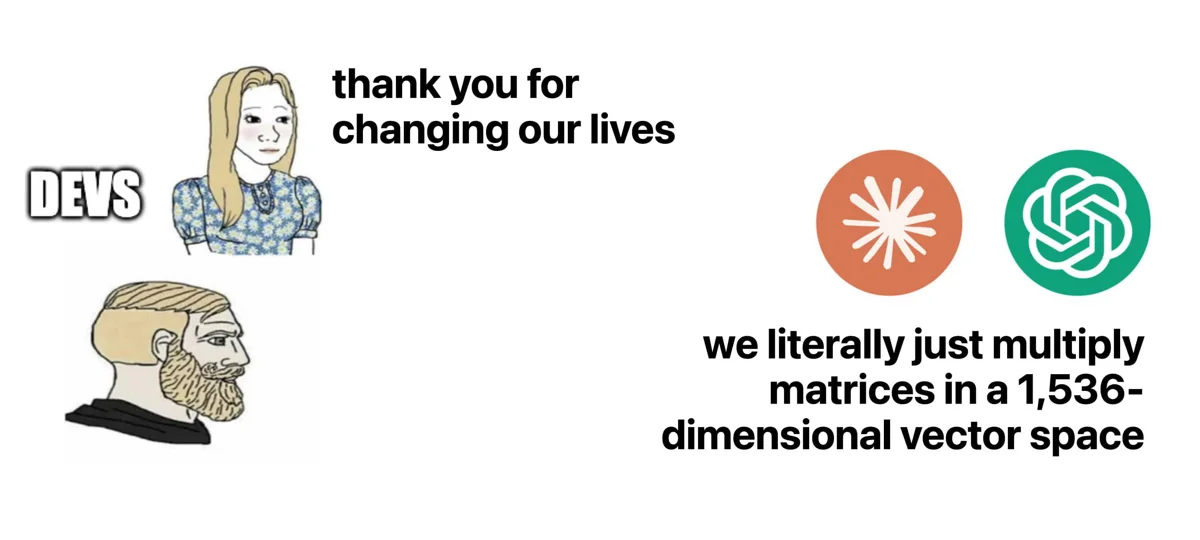 thank you for
changing our lives
DEVS
we literally just multiply
matrices in a 1,536-
dimensional vector space